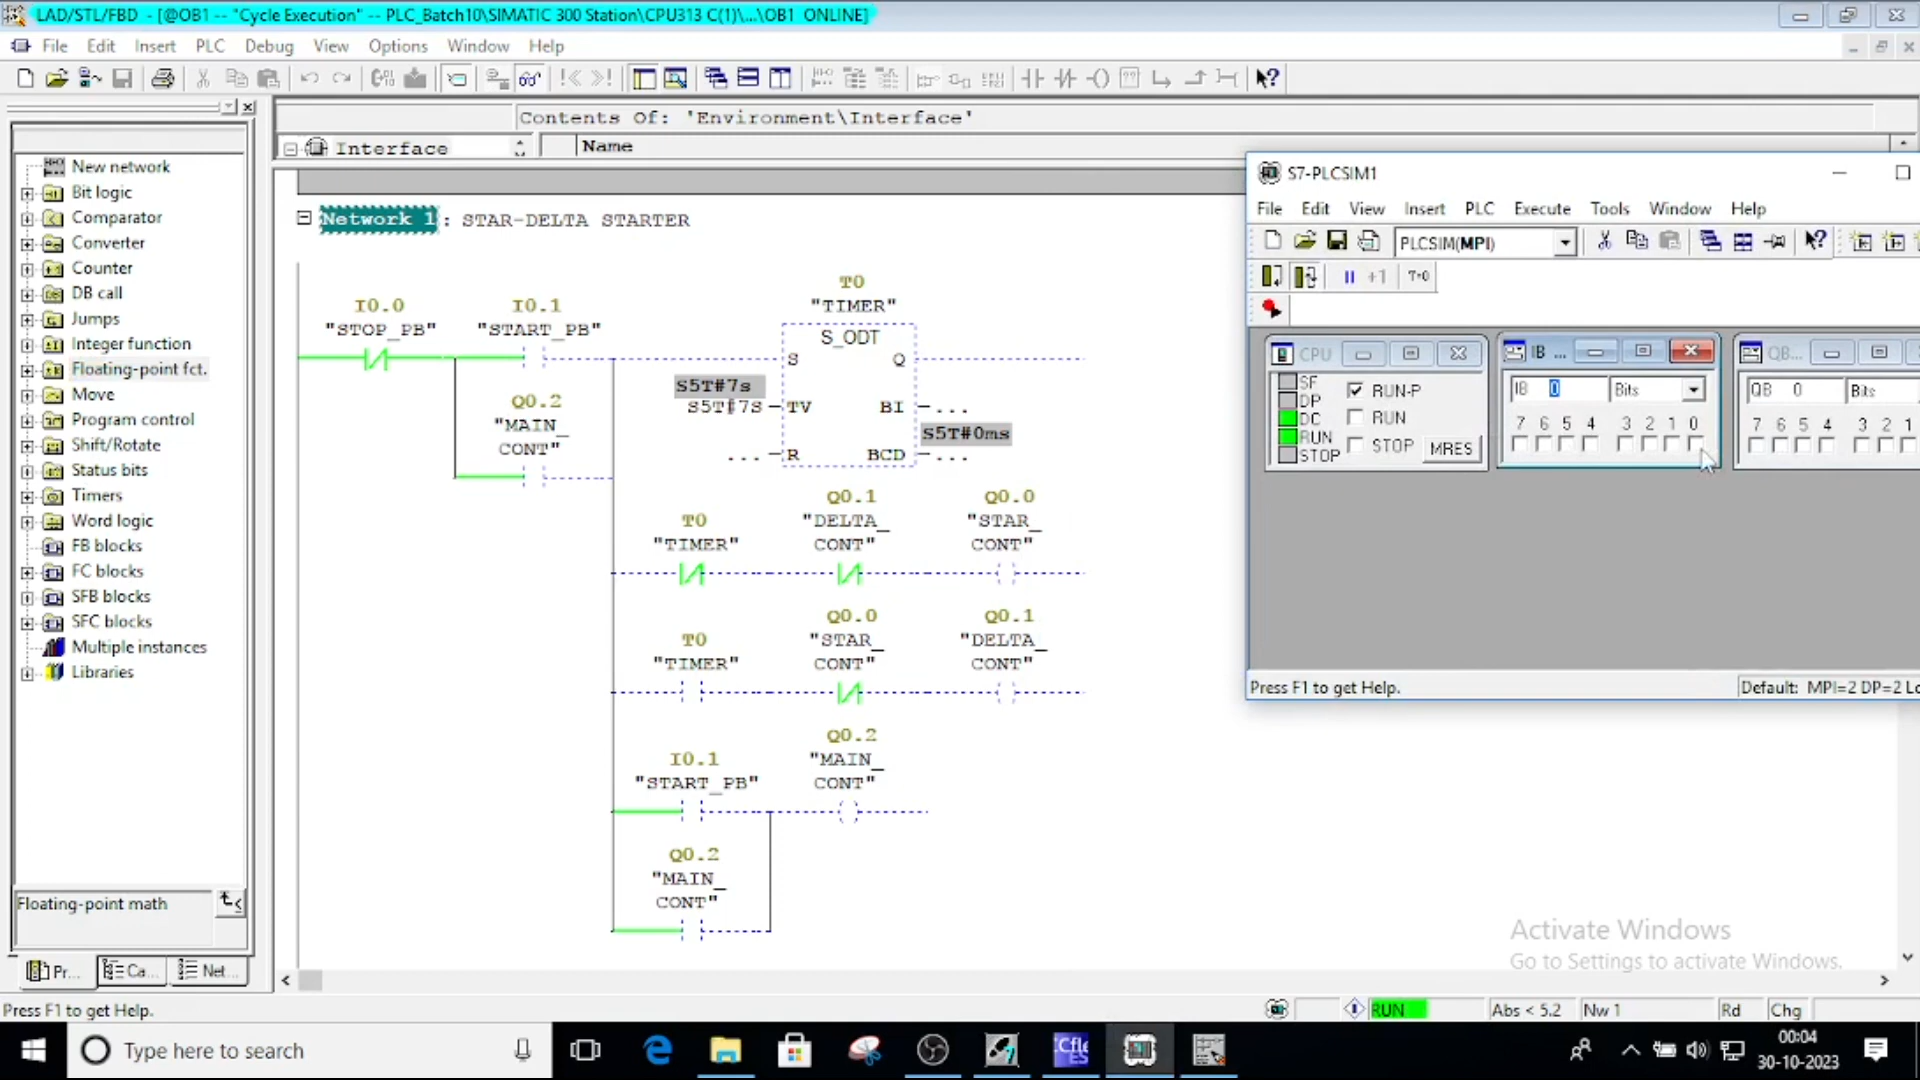 LAD/STL/FBD - [@OB1 -- "Cycle Execution" -- PLC_Batch10\SIMATIC 300 Station\CPU313 C(1)\...\OB1 ONLINE]
File Edit Insert PLC Debug View Options Window Help
Contents Of: 'Environment\Interface'
Interface
Name
New network
Bit logic
Comparator
Converter
Counter
DB call
Jumps
Integer function
Floating-point fct.
Move
Program control
Shift/Rotate
Status bits
Timers
Word logic
FB blocks
FC blocks
SFB blocks
SFC blocks
Multiple instances
Libraries
Floating-point math
Pr...
Ca...
Net...
Network 1 : STAR-DELTA STARTER
I0.0
"STOP_PB"
I0.1
"START_PB"
T0
"TIMER"
S_ODT
S
Q
S5T#7s
S5T#7S
TV
BI
...
S5T#0ms
...
R
BCD
...
Q0.2
"MAIN_
CONT"
T0
"TIMER"
Q0.1
"DELTA_
CONT"
Q0.0
"STAR_
CONT"
T0
"TIMER"
Q0.0
"STAR_
CONT"
Q0.1
"DELTA_
CONT"
I0.1
"START_PB"
Q0.2
"MAIN_
CONT"
Q0.2
"MAIN_
CONT"
S7-PLCSIM1
File Edit View Insert PLC Execute Tools Window Help
PLCSIM(MPI)
+1
T=0
CPU
SF
DP
DC
RUN
STOP
RUN-P
RUN
STOP
MRES
IB ...
IB 0
Bits
7 6 5 4 3 2 1 0
QB...
QB 0
Bits
7 6 5 4 3 2 1
Press F1 to get Help.
Default: MPI=2 DP=2 Lo
Activate Windows
Go to Settings to activate Windows.
Press F1 to get Help.
RUN
Abs < 5.2
Nw 1
Rd
Chg
Type here to search
00:04
30-10-2023